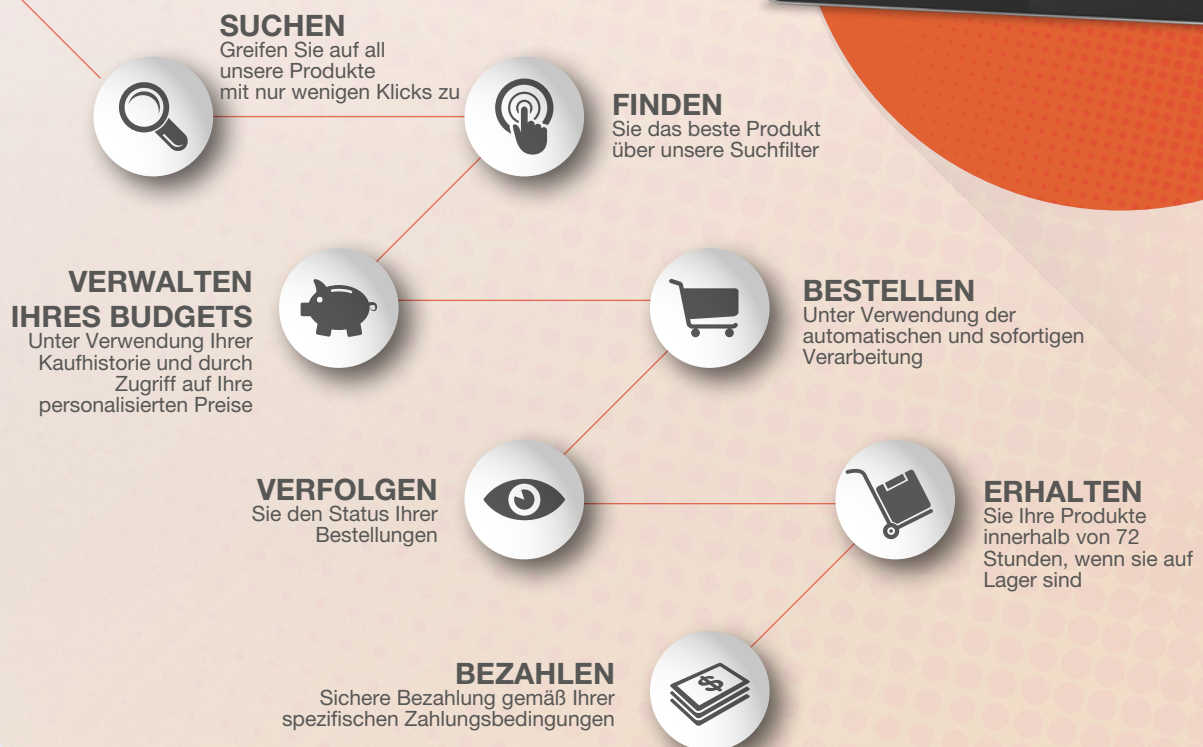 SUCHEN
Greifen Sie auf all
unsere Produkte
mit nur wenigen Klicks zu
FINDEN
Sie das beste Produkt
über unsere Suchfilter
VERWALTEN
IHRES BUDGETS
Unter Verwendung Ihrer
Kaufhistorie und durch
Zugriff auf Ihre
personalisierten Preise
BESTELLEN
Unter Verwendung der
automatischen und sofortigen
Verarbeitung
VERFOLGEN
Sie den Status Ihrer
Bestellungen
ERHALTEN
Sie Ihre Produkte
innerhalb von 72
Stunden, wenn sie auf
Lager sind
BEZAHLEN
Sichere Bezahlung gemäß Ihrer
spezifischen Zahlungsbedingungen
$